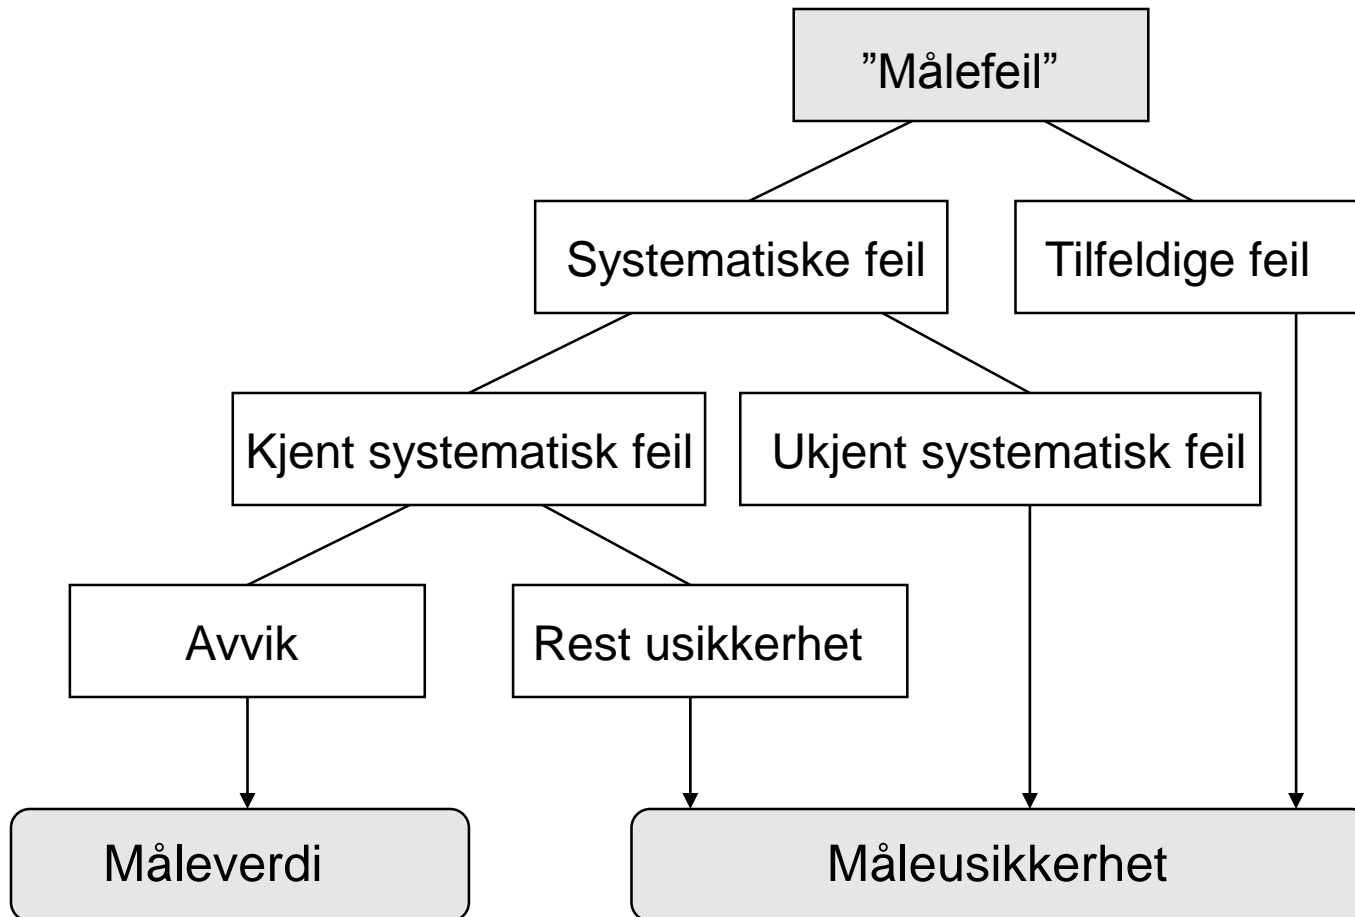 ”Målefeil”
Systematiske feil
Tilfeldige feil
Kjent systematisk feil
Ukjent systematisk feil
Avvik
Rest usikkerhet
Måleverdi
Måleusikkerhet